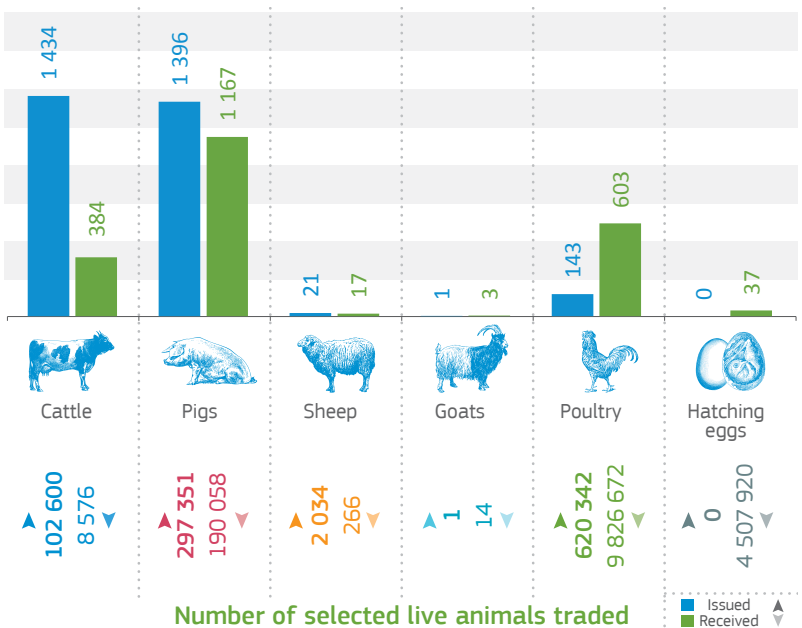 1 434
384
1 396
1 167
21
17
1
3
143
603
0
37
Cattle
Pigs
Sheep
Goats
Poultry
Hatching
eggs
102 600
8 576
297 351
190 058
2 034
266
1
14
620 342
9 826 672
0
4 507 920
Number of selected live animals traded
Issued
Received